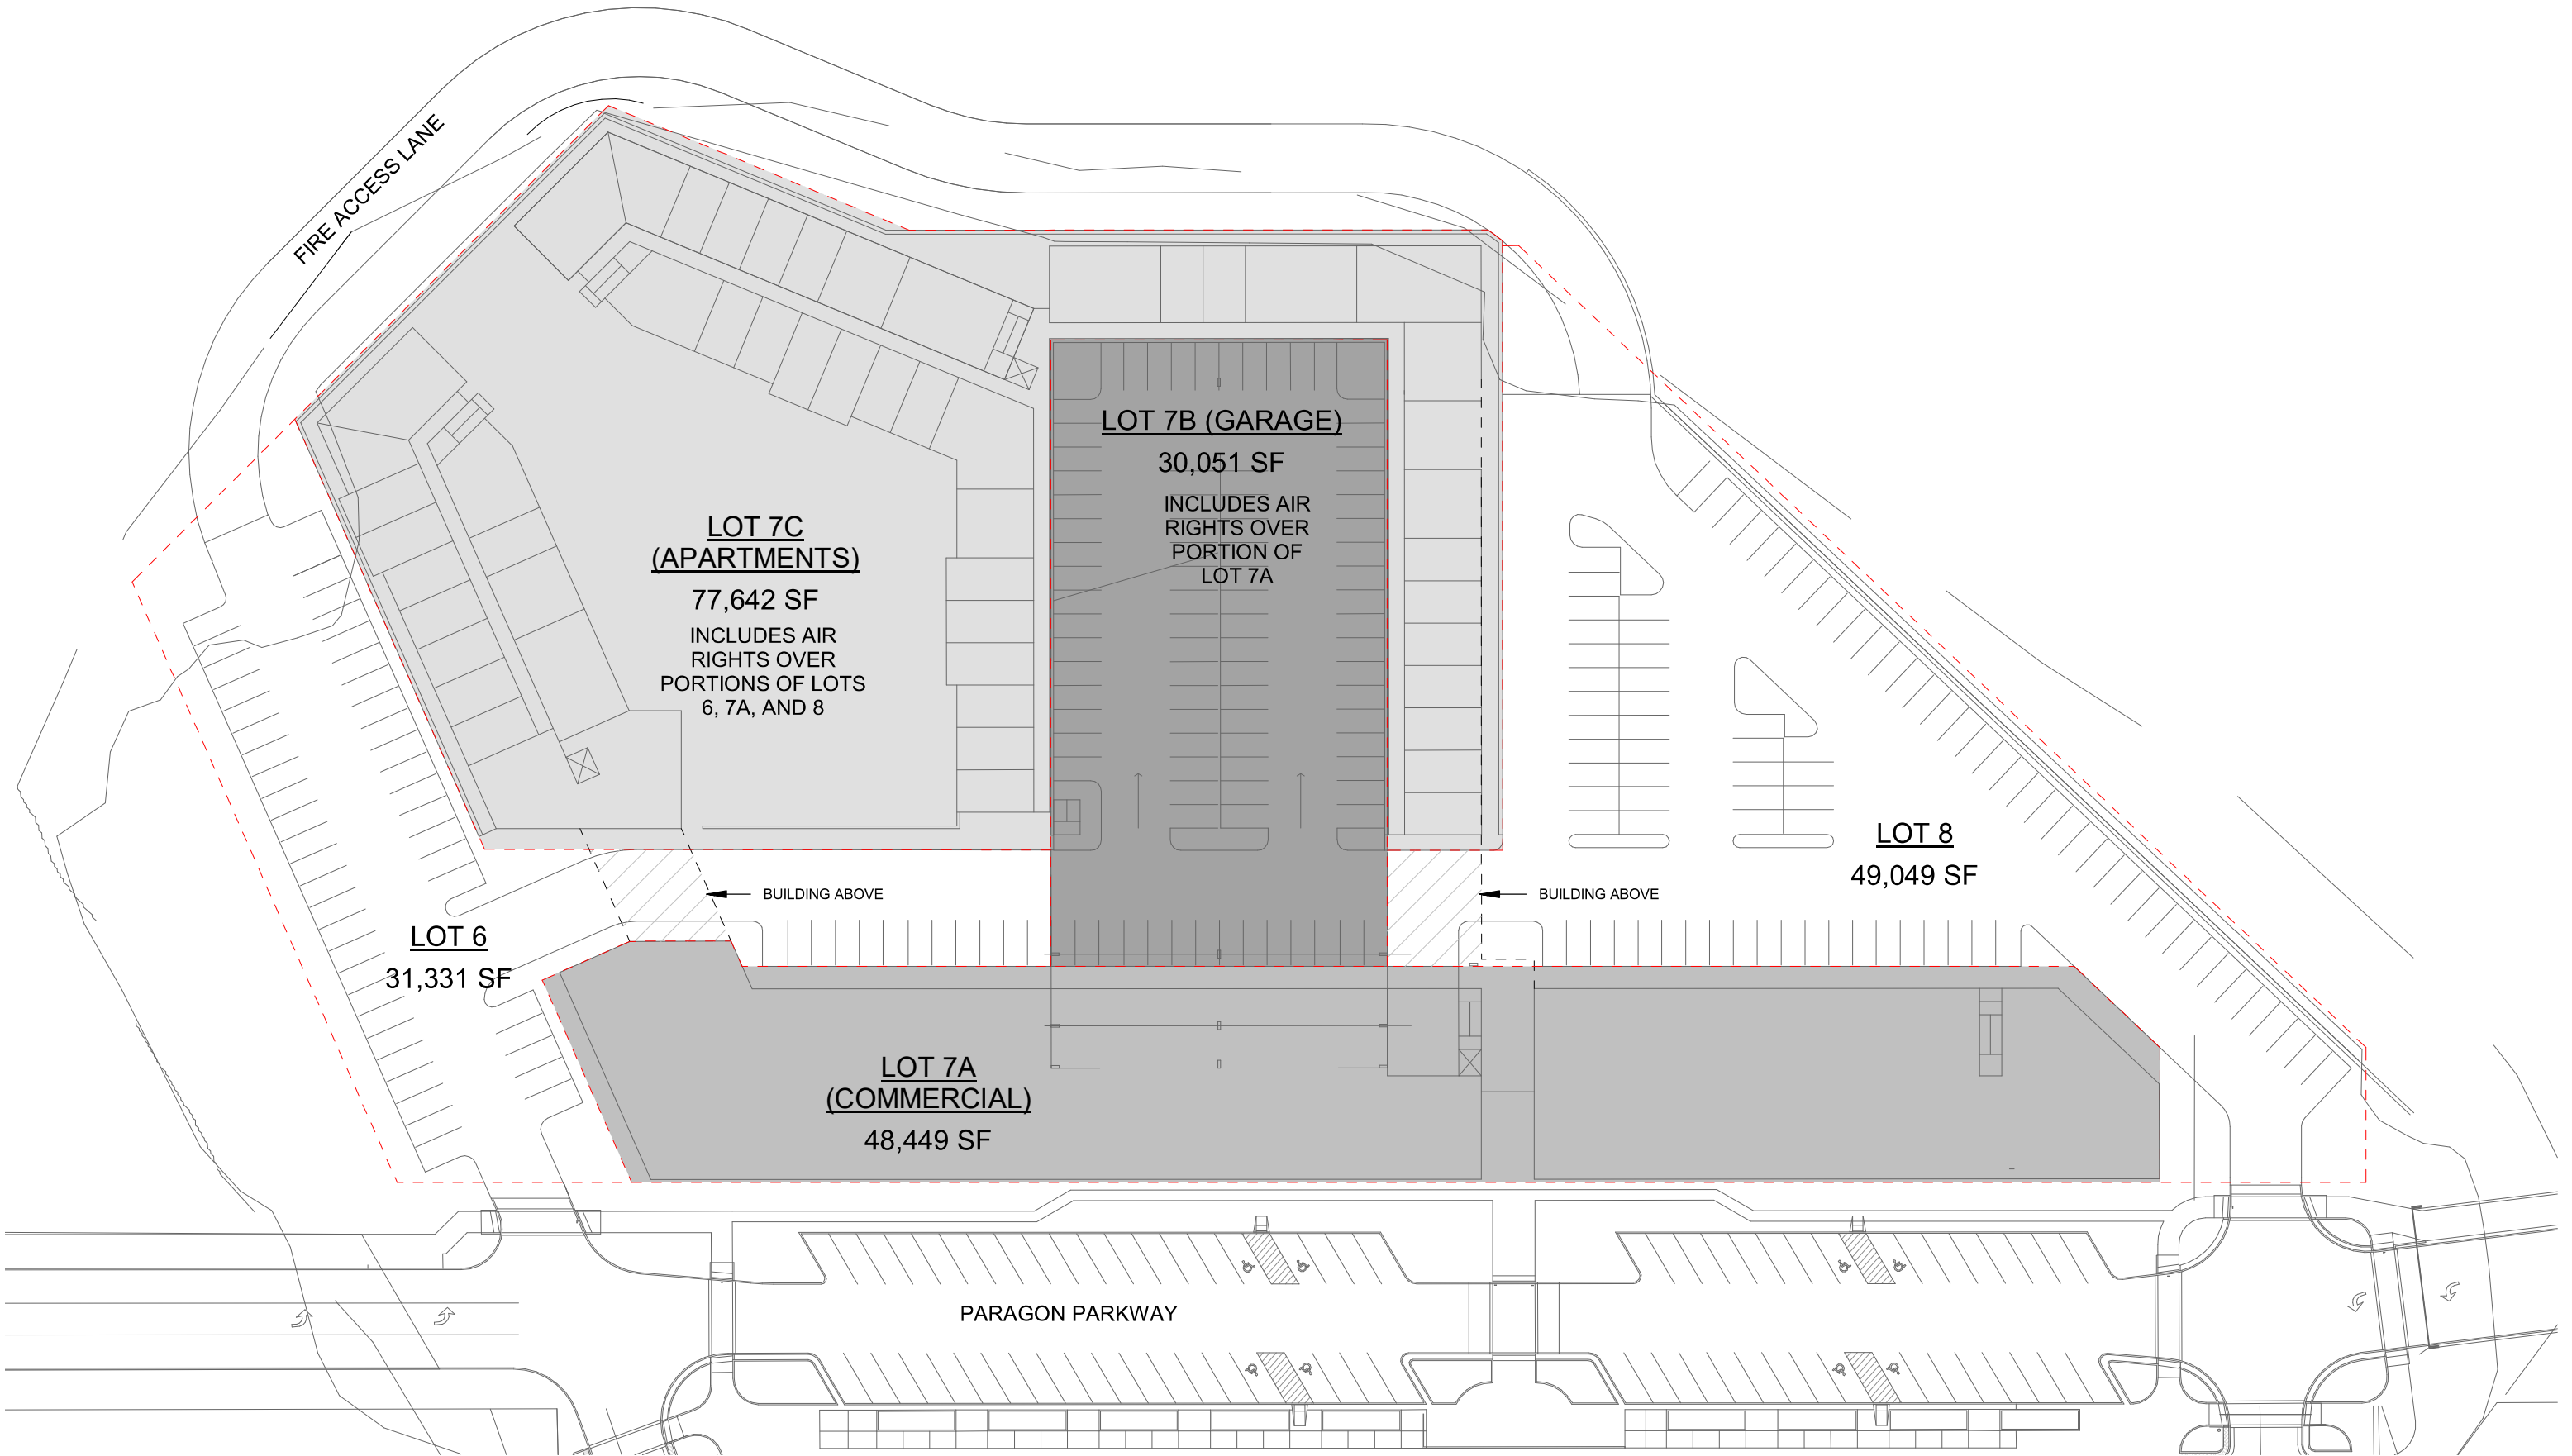 FIRE ACCESS LANE
LOT 7B (GARAGE)
30,051 SF
INCLUDES AIR
RIGHTS OVER
PORTION OF
LOT 7A
LOT 7C
(APARTMENTS)
77,642 SF
INCLUDES AIR
RIGHTS OVER
PORTIONS OF LOTS
6, 7A, AND 8
LOT 8
49,049 SF
BUILDING ABOVE
BUILDING ABOVE
LOT 6
31,331 SF
LOT 7A
(COMMERCIAL)
48,449 SF
PARAGON PARKWAY